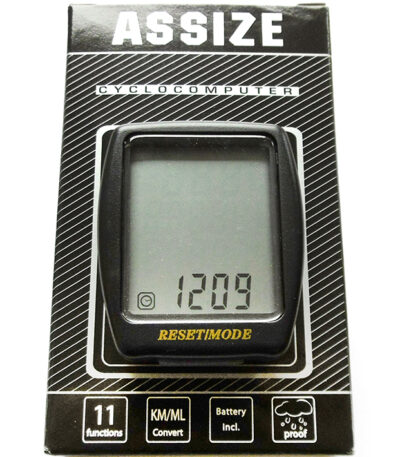 ASSIZE
CYCLOCOMPUTER
1209
RESET/MODE
11
functions
KM/ML
Convert
Battery
Incl.
proof